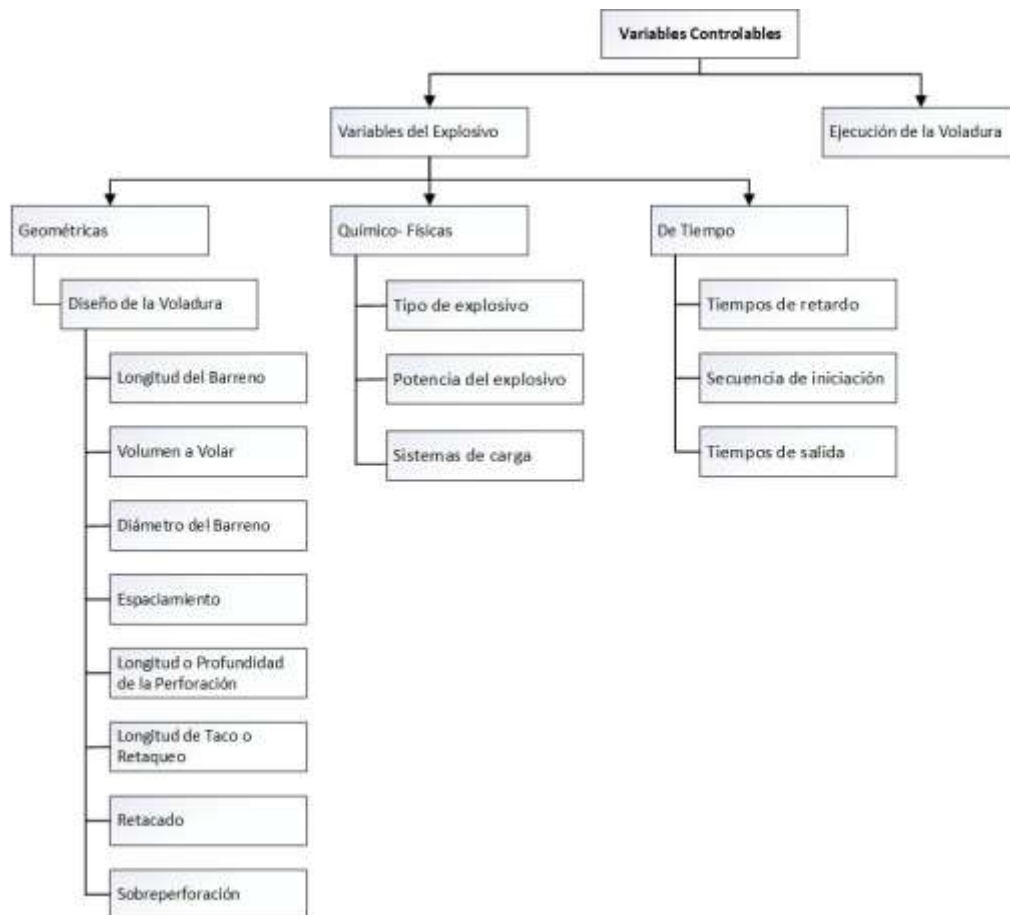 Variables Controlables
Variables del Explosivo
Ejecución de la Voladura
Geométricas
Químico- Físicas
De Tiempo
Diseño de la Voladura
Tipo de explosivo
Tiempos de retardo
Longitud del Barreno
Potencia del explosivo
Secuencia de iniciación
Volumen a Volar
Sistemas de carga
Tiempos de salida
Diámetro del Barreno
Espaciamiento
Longitud o Profundidad
de la Perforación
Longitud de Taco o
Retaqueo
Retacado
Sobreperforación